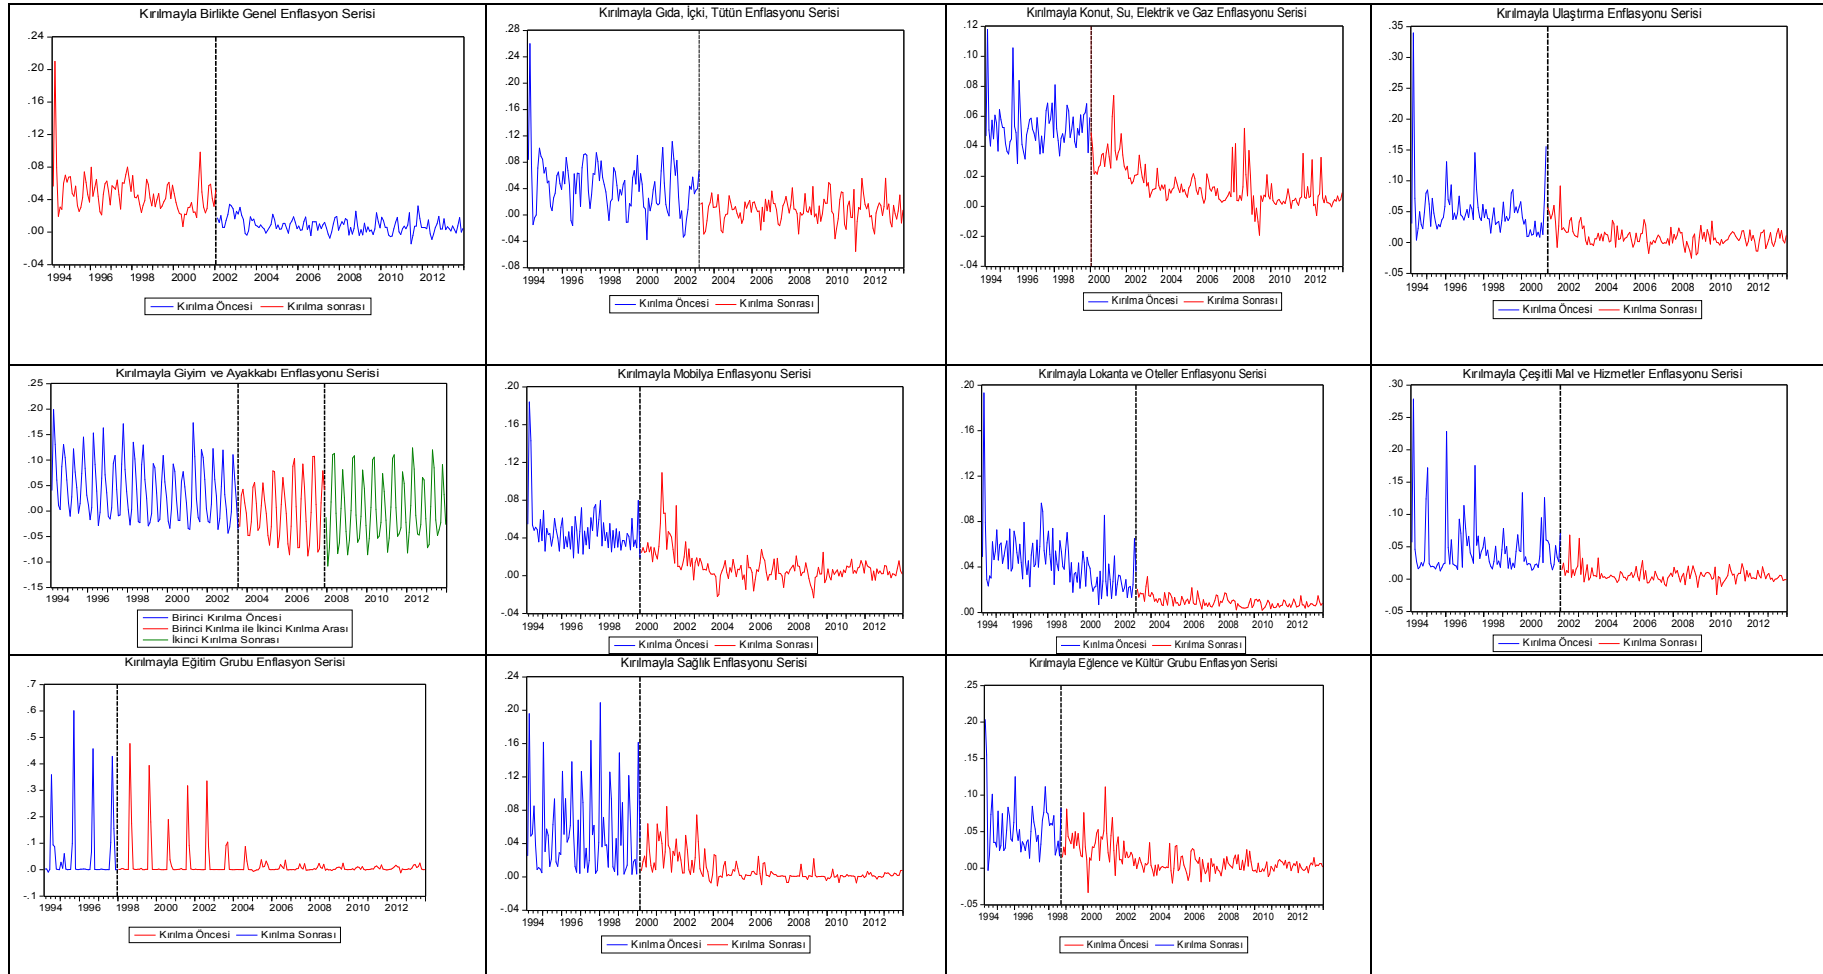 Kırılmayla Birlikte Genel Enflasyon Serisi
.24
.20
.16
.12
.08
.04
.00
-.04
1994 1996 1998 2000 2002 2004 2006 2008 2010 2012
Kırılma Öncesi Kırılma sonrası
Kırılmayla Gıda, İçki, Tütün Enflasyonu Serisi
.28
.24
.20
.16
.12
.08
.04
.00
-.04
-.08
1994 1996 1998 2000 2002 2004 2006 2008 2010 2012
Kırılma Öncesi Kırılma Sonrası
Kırılmayla Konut, Su, Elektrik ve Gaz Enflasyonu Serisi
.12
.10
.08
.06
.04
.02
.00
-.02
-.04
1994 1996 1998 2000 2002 2004 2006 2008 2010 2012
Kırılma Öncesi Kırılma Sonrası
Kırılmayla Ulaştırma Enflasyonu Serisi
.35
.30
.25
.20
.15
.10
.05
.00
-.05
1994 1996 1998 2000 2002 2004 2006 2008 2010 2012
Kırılma Öncesi Kırılma Sonrası
Kırılmayla Giyim ve Ayakkabı Enflasyonu Serisi
.25
.20
.15
.10
.05
.00
-.05
-.10
-.15
1994 1996 1998 2000 2002 2004 2006 2008 2010 2012
Birinci Kırılma Öncesi
Birinci Kırılma ile İkinci Kırılma Arası
İkinci Kırılma Sonrası
Kırılmayla Mobilya Enflasyonu Serisi
.20
.16
.12
.08
.04
.00
-.04
1994 1996 1998 2000 2002 2004 2006 2008 2010 2012
Kırılma Öncesi Kırılma Sonrası
Kırılmayla Lokanta ve Oteller Enflasyonu Serisi
.20
.16
.12
.08
.04
.00
1994 1996 1998 2000 2002 2004 2006 2008 2010 2012
Kırılma Öncesi Kırılma Sonrası
Kırılmayla Çeşitli Mal ve Hizmetler Enflasyonu Serisi
.30
.25
.20
.15
.10
.05
.00
-.05
1994 1996 1998 2000 2002 2004 2006 2008 2010 2012
Kırılma Öncesi Kırılma Sonrası
Kırılmayla Eğitim Grubu Enflasyon Serisi
.7
.6
.5
.4
.3
.2
.1
.0
-.1
1994 1996 1998 2000 2002 2004 2006 2008 2010 2012
Kırılma Öncesi Kırılma Sonrası
Kırılmayla Sağlık Enflasyonu Serisi
.24
.20
.16
.12
.08
.04
.00
-.04
1994 1996 1998 2000 2002 2004 2006 2008 2010 2012
Kırılma Öncesi Kırılma Sonrası
Kırılmayla Eğlence ve Kültür Grubu Enflasyon Serisi
.25
.20
.15
.10
.05
.00
-.05
1994 1996 1998 2000 2002 2004 2006 2008 2010 2012
Kırılma Öncesi Kırılma Sonrası